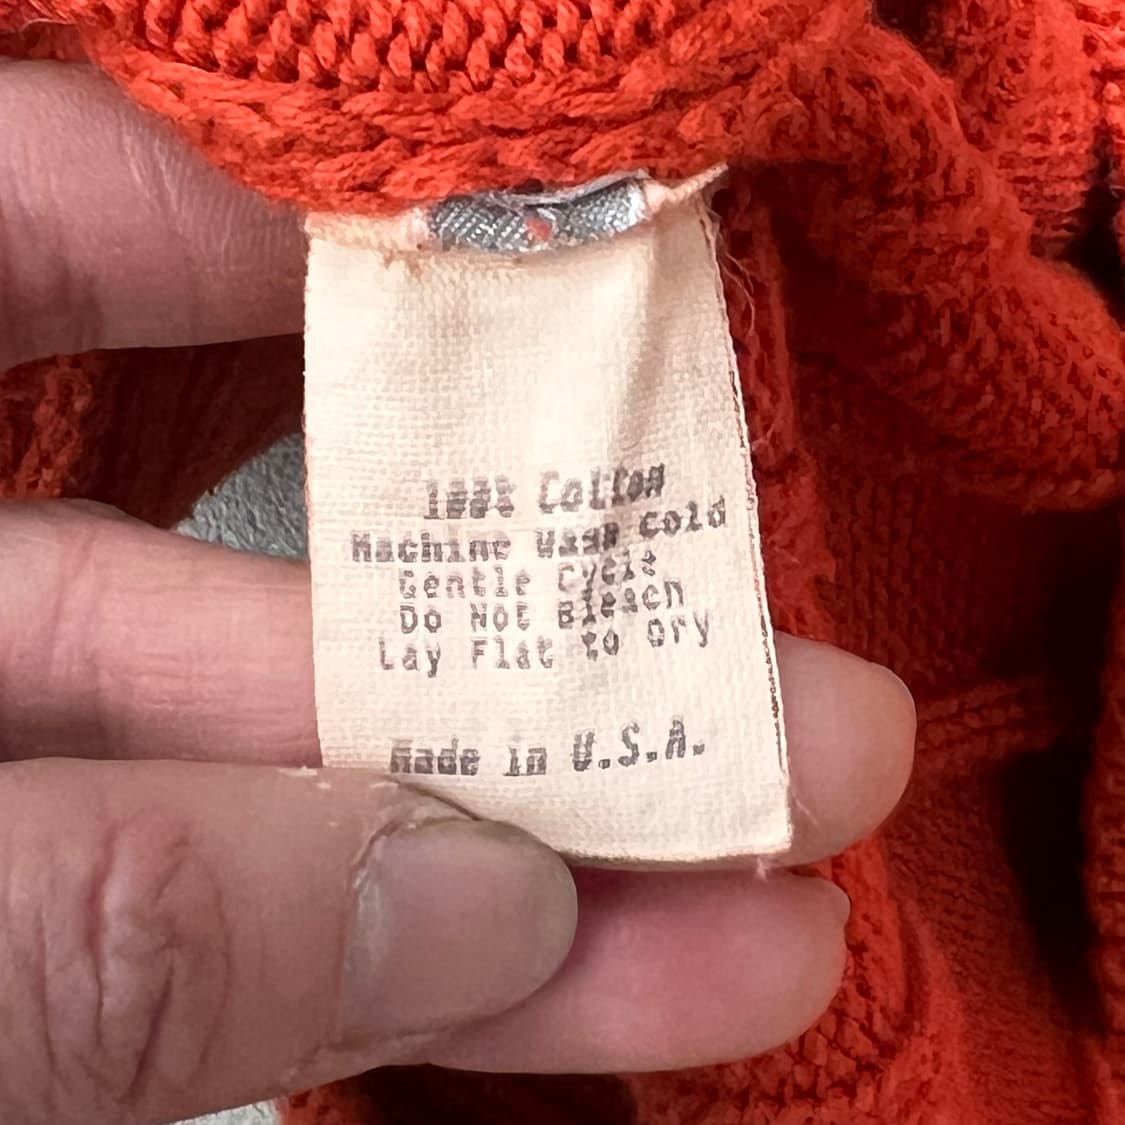 100% Cotton
Machine Wash Cold
Gentle Cycle
Do Not Bleach
Lay Flat to Dry
Made in U.S.A.